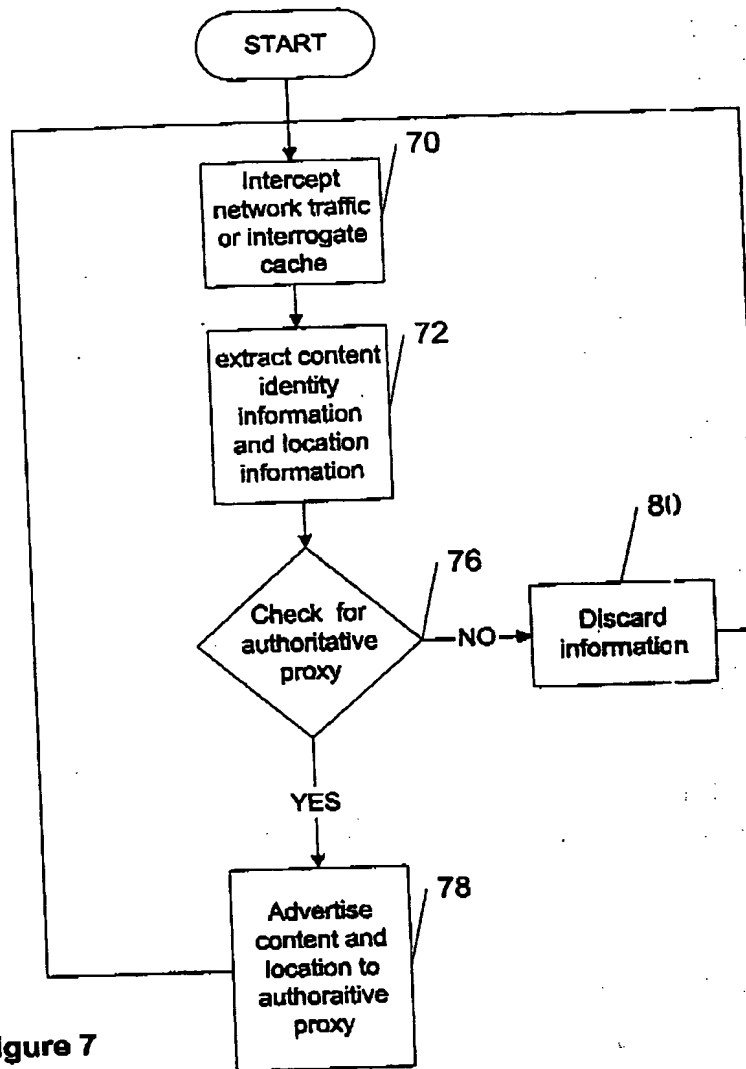 START
70
Intercept
network traffic
or interrogate
cache
72
extract content
identity
information
and location
information
76
Check for
authoritative
proxy
NO
80
Discard
information
YES
78
Advertise
content and
location to
authoraitive
proxy
igure 7